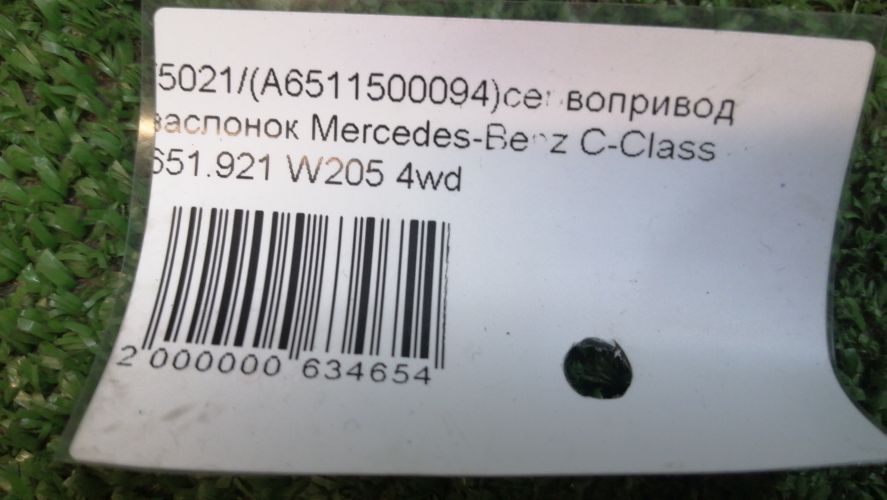 5021/(A6511500094)сервопривод
заслонок Mercedes-Benz C-Class
651.921 W205 4wd
2 000000 634654